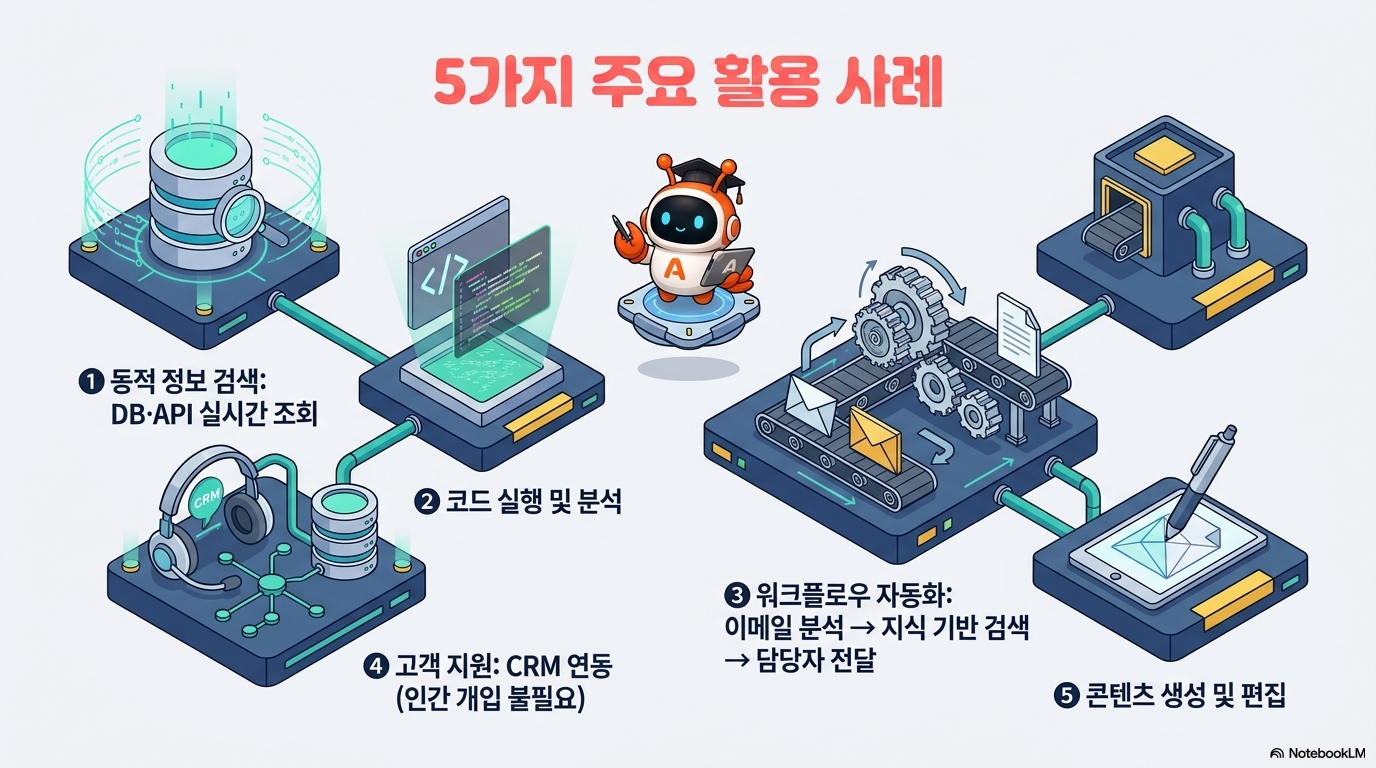 5가지 주요 활용 사례
❶ 동적 정보 검색:
DB·API 실시간 조회
</>
❷ 코드 실행 및 분석
A
A
❸ 워크플로우 자동화:
이메일 분석 → 지식 기반 검색
→ 담당자 전달
CRM
❹ 고객 지원: CRM 연동
(인간 개입 불필요)
❺ 콘텐츠 생성 및 편집
NotebookLM